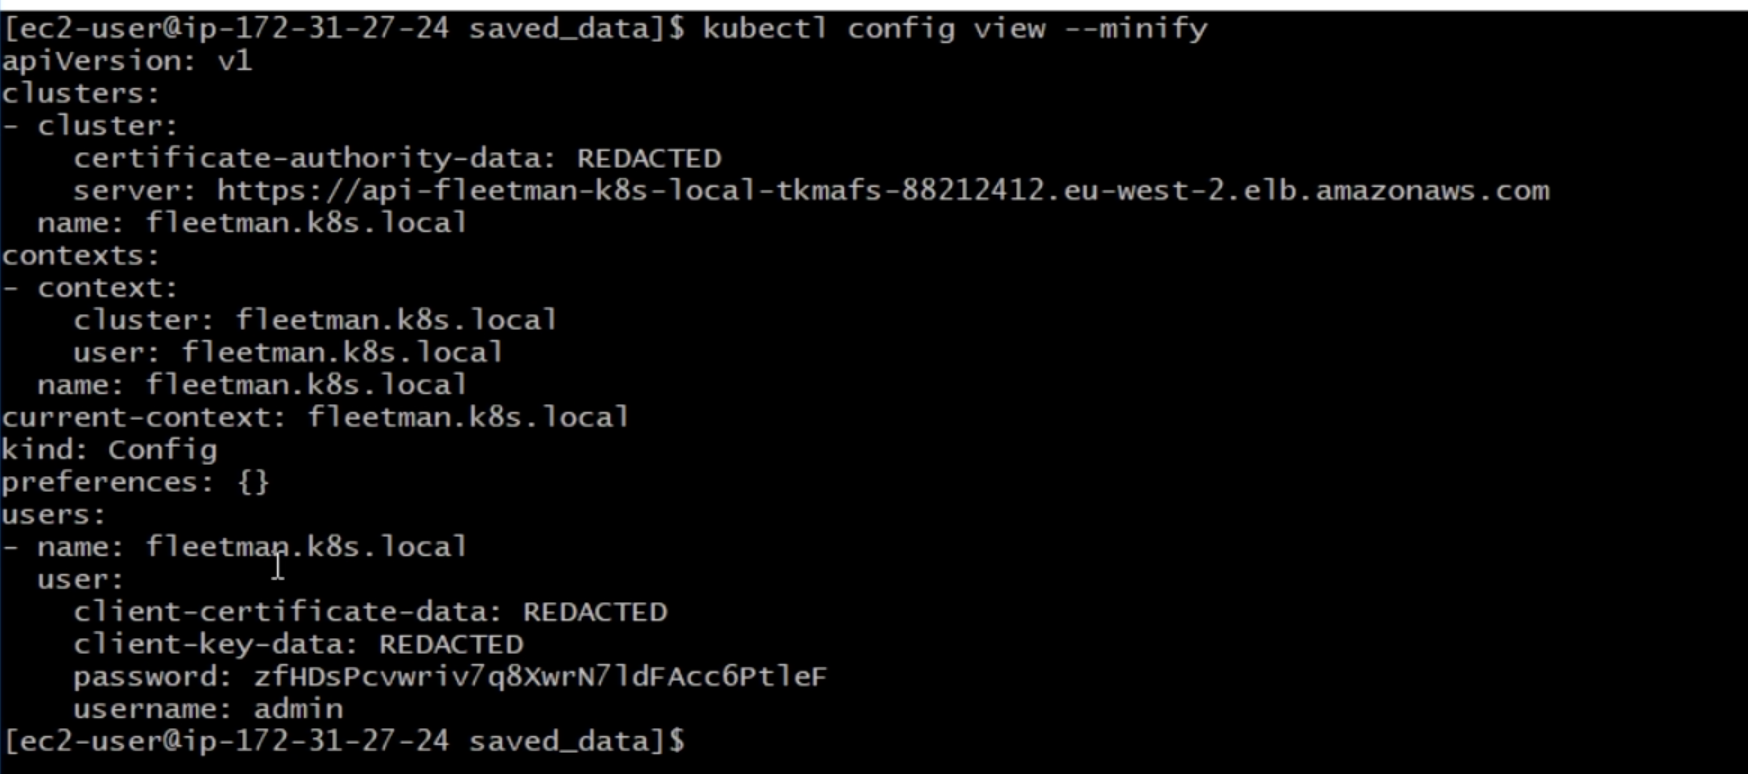 [ec2-user@ip-172-31-27-24 saved_data]$ kubectl config view --minify
apiVersion: v1
clusters:
- cluster:
    certificate-authority-data: REDACTED
    server: https://api-fleetman-k8s-local-tkmafs-88212412.eu-west-2.elb.amazonaws.com
  name: fleetman.k8s.local
contexts:
- context:
    cluster: fleetman.k8s.local
    user: fleetman.k8s.local
  name: fleetman.k8s.local
current-context: fleetman.k8s.local
kind: Config
preferences: {}
users:
- name: fleetman.k8s.local
  user:
    client-certificate-data: REDACTED
    client-key-data: REDACTED
    password: zfHDsPcvwriv7q8XwrN7ldFAcc6PtleF
    username: admin
[ec2-user@ip-172-31-27-24 saved_data]$